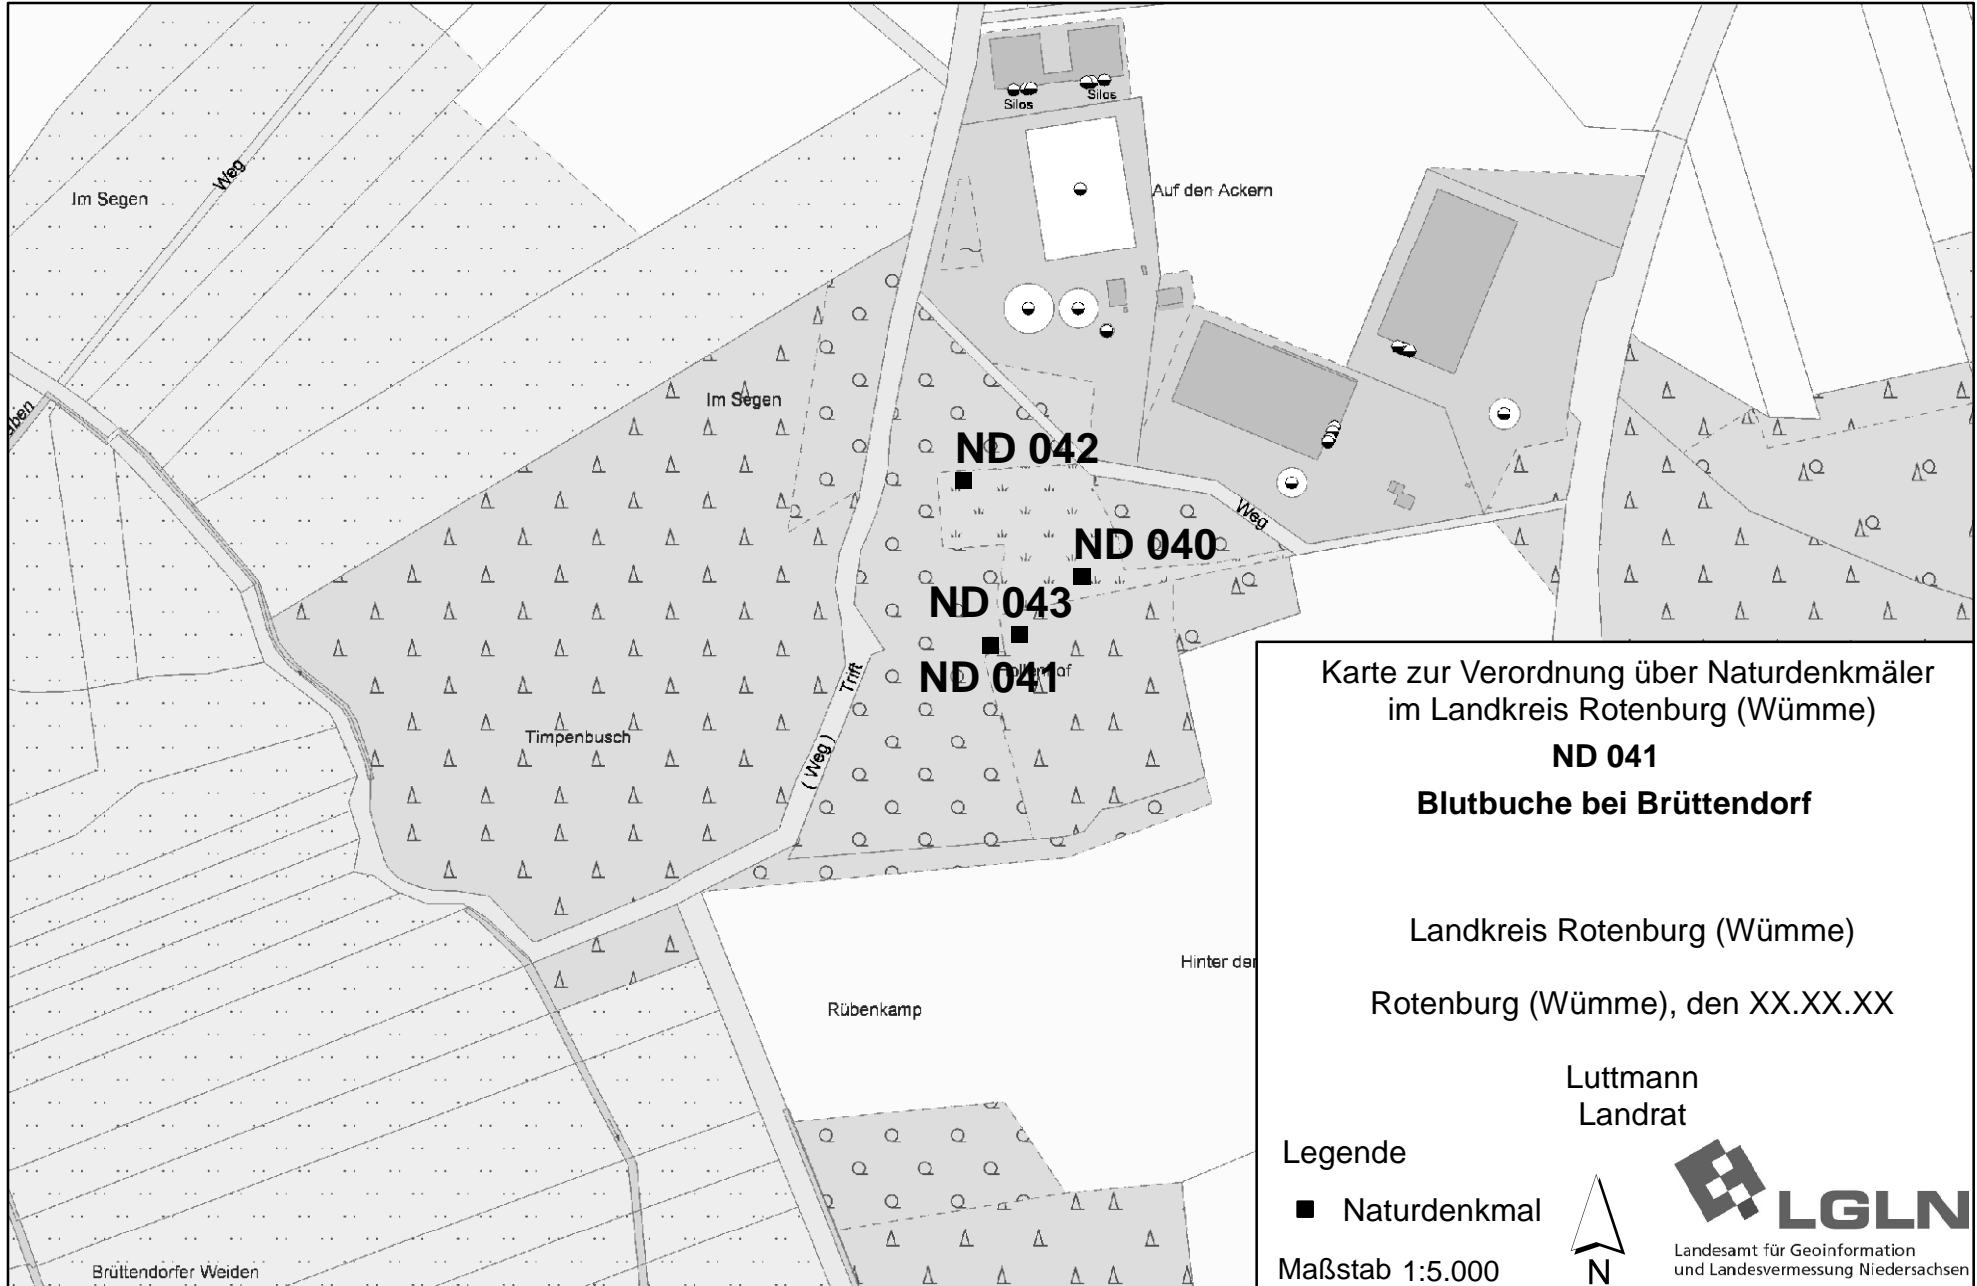 Silos
Silos
Weg
Im Segen
Auf den Ackern
Im Segen
ND 042
Weg
ND 040
ND 043
ND 041
Trift
(Weg)
Timpenbusch
Hinter der
Rübenkamp
Brüttendorfer Weiden
Karte zur Verordnung über Naturdenkmäler
im Landkreis Rotenburg (Wümme)
ND 041
Blutbuche bei Brüttendorf
Landkreis Rotenburg (Wümme)
Rotenburg (Wümme), den XX.XX.XX
Luttmann
Landrat
Legende
Naturdenkmal
Maßstab 1:5.000
N
LGLN
Landesamt für Geoinformation
und Landesvermessung Niedersachsen